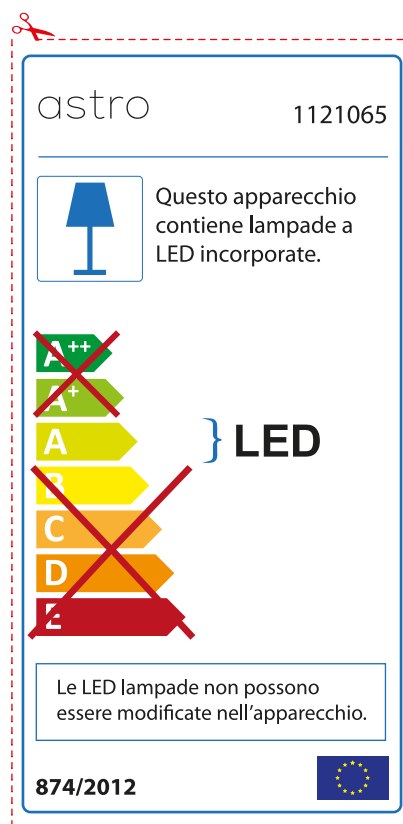 astro
1121065
Questo apparecchio
contiene lampade a
LED incorporate.
A++
A+
A
B
C
D
E
LED
Le LED lampade non possono
essere modificate nell'apparecchio.
874/2012